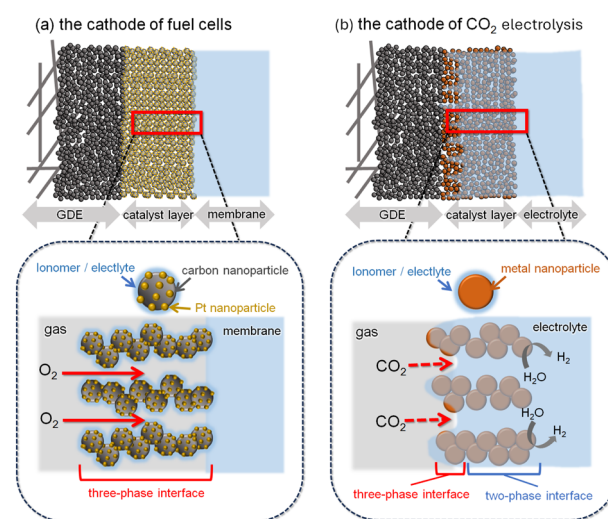 (a) the cathode of fuel cells
(b) the cathode of CO₂ electrolysis
GDE catalyst layer membrane
GDE catalyst layer electrolyte
Ionomer / electlyte
carbon nanoparticle
Pt nanoparticle
gas
membrane
O₂
O₂
three-phase interface
Ionomer / electlyte
metal nanoparticle
gas
electrolyte
CO₂
H₂
H₂O
CO₂
H₂O
H₂
three-phase interface
two-phase interface